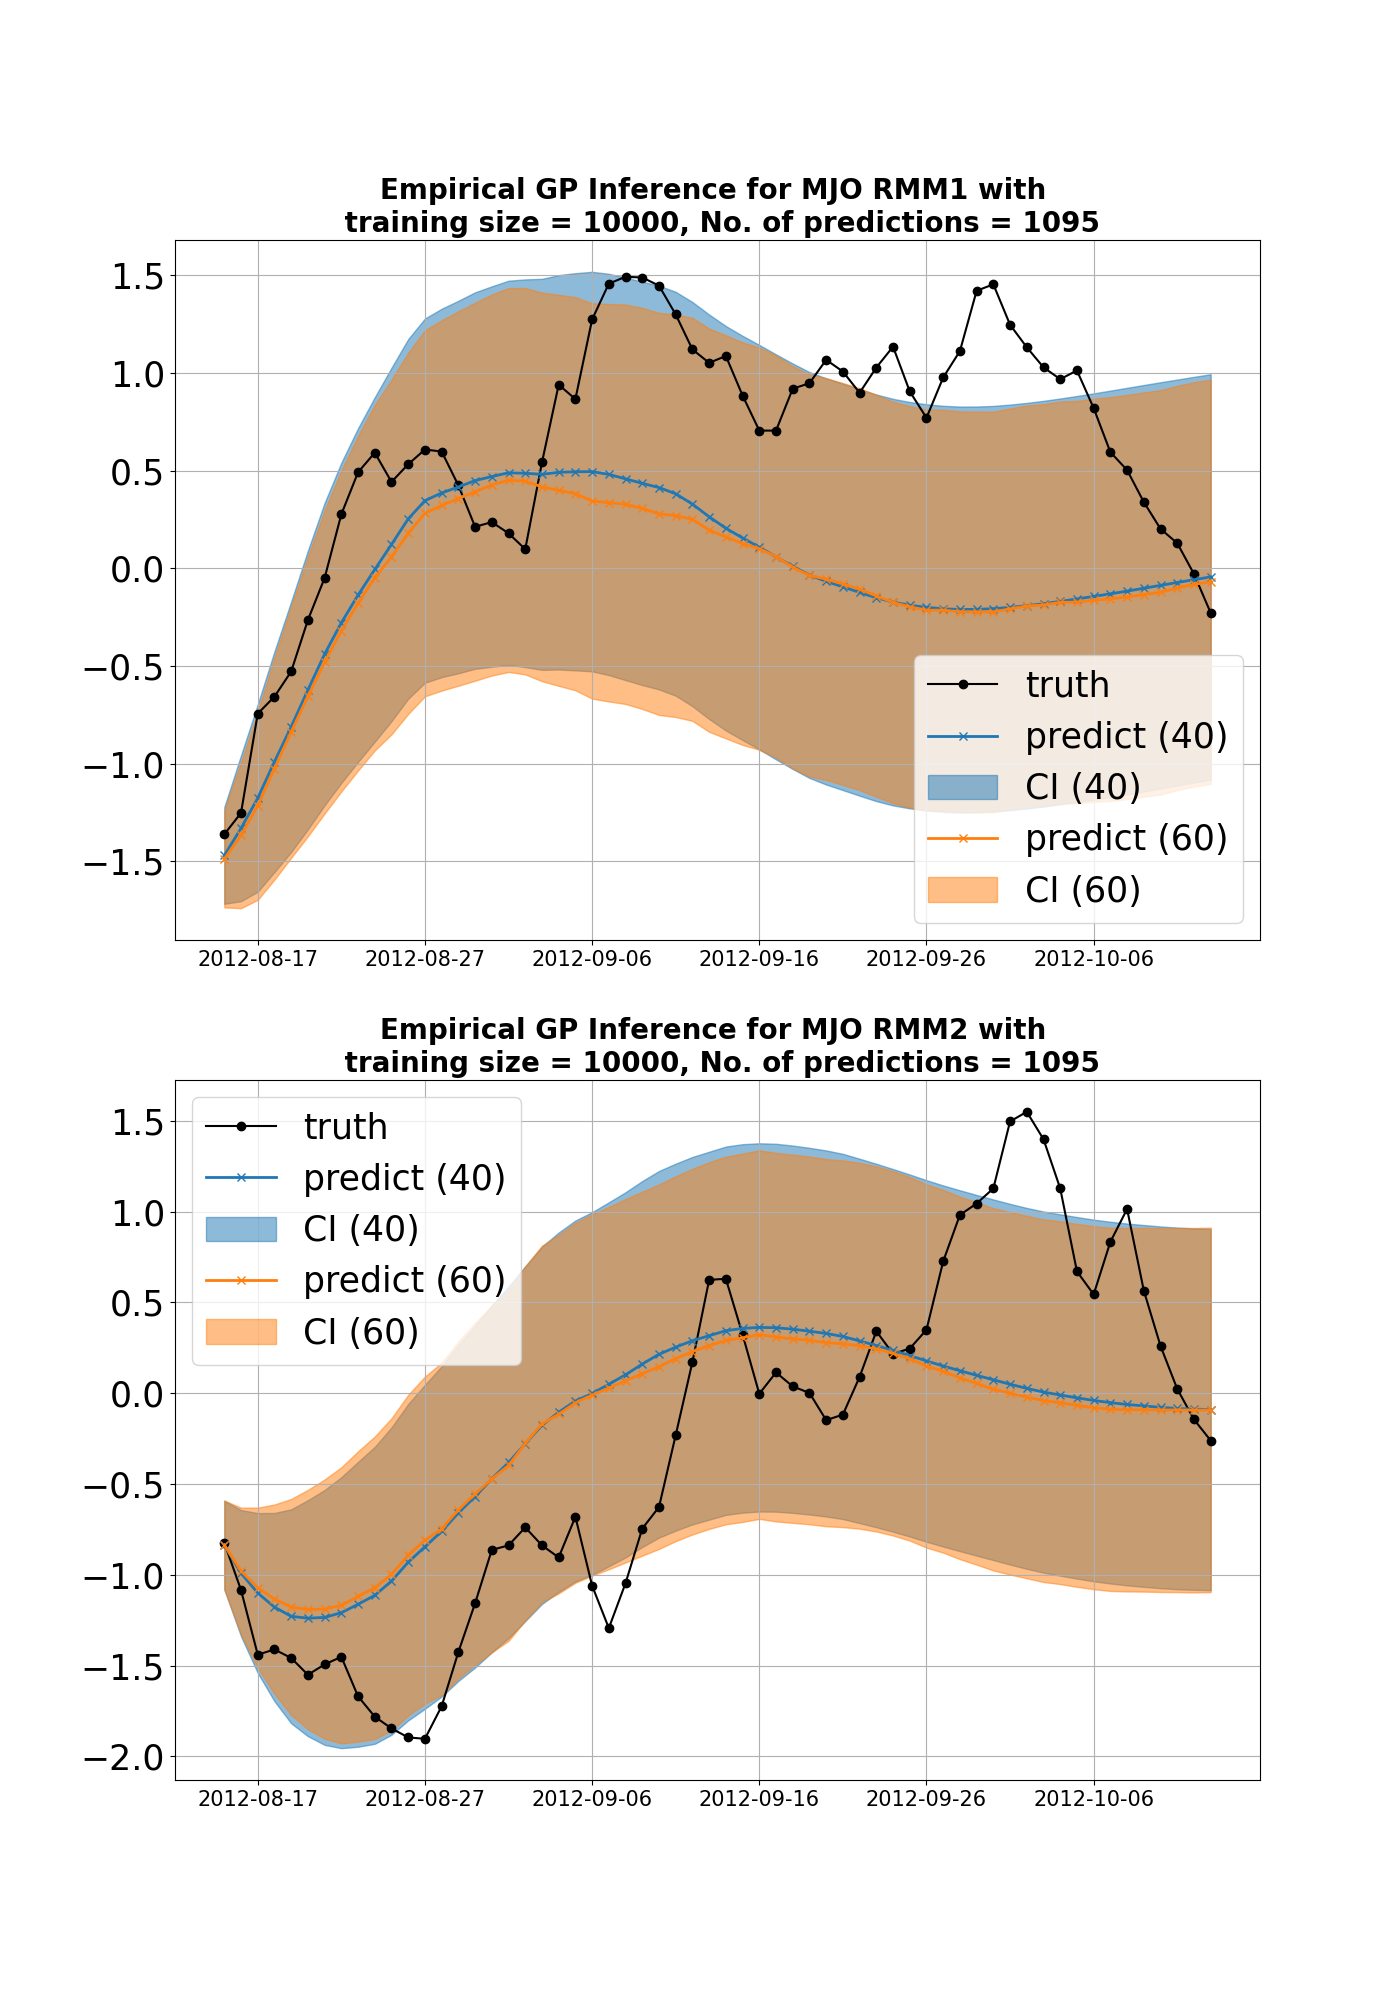 Empirical GP Inference for MJO RMM1 with
training size = 10000, No. of predictions = 1095
1.5
1.0
0.5
0.0
−0.5
−1.0
−1.5
truth
predict (40)
CI (40)
predict (60)
CI (60)
2012-08-17 2012-08-27 2012-09-06 2012-09-16 2012-09-26 2012-10-06
Empirical GP Inference for MJO RMM2 with
training size = 10000, No. of predictions = 1095
1.5
1.0
0.5
0.0
−0.5
−1.0
−1.5
−2.0
truth
predict (40)
CI (40)
predict (60)
CI (60)
2012-08-17 2012-08-27 2012-09-06 2012-09-16 2012-09-26 2012-10-06